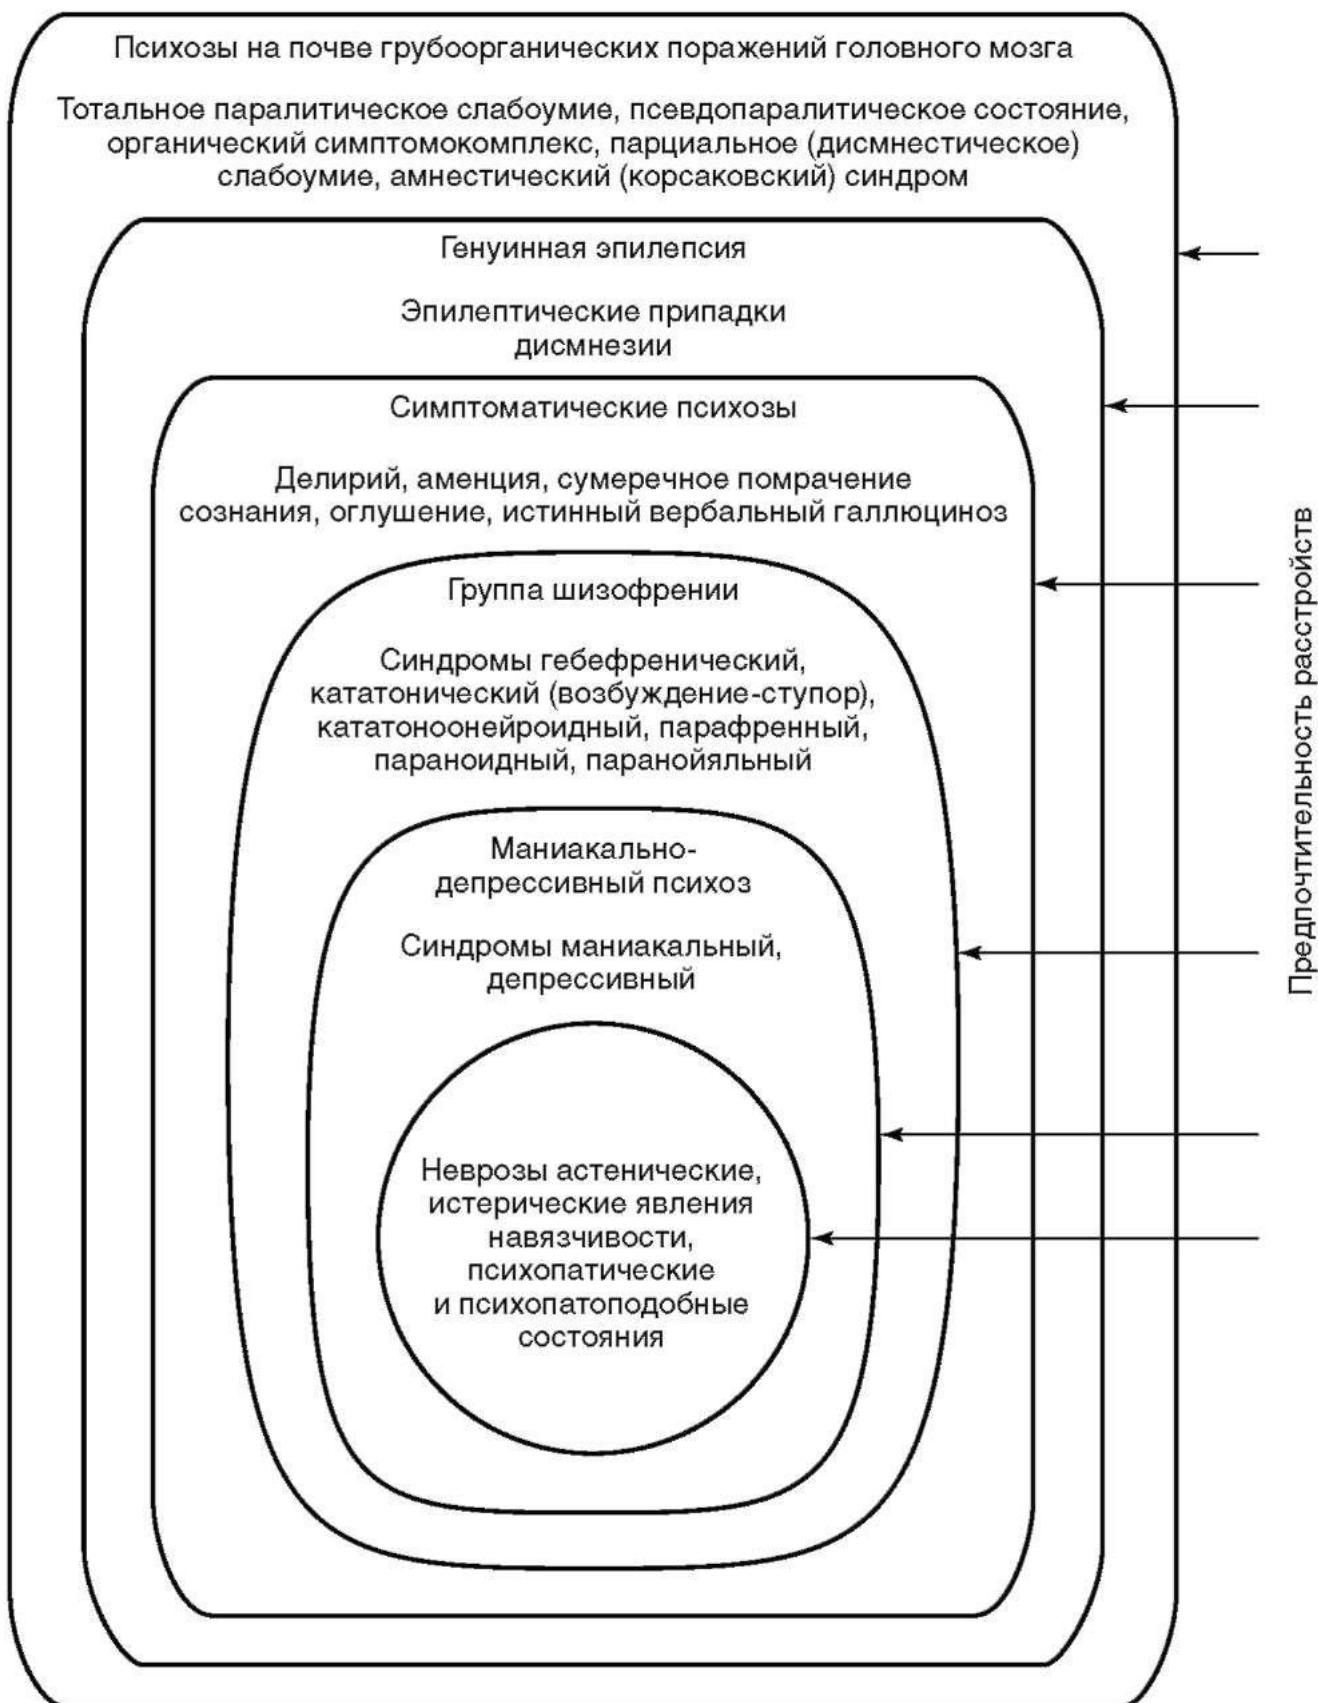 Психозы на почве грубоорганических поражений головного мозга
Тотальное паралитическое слабоумие, псевдопаралитическое состояние,
органический симптомокомплекс, парциальное (дисмнестическое)
слабоумие, амнестический (корсаковский) синдром
Генуинная эпилепсия
Эпилептические припадки
дисмнезии
Симптоматические психозы
Делирий, аменция, сумеречное помрачение
сознания, оглушение, истинный вербальный галлюциноз
Группа шизофрении
Синдромы гебефренический,
кататонический (возбуждение-ступор),
кататоноонейроидный, парафренный,
параноидный, паранойяльный
Маниакально-
депрессивный психоз
Синдромы маниакальный,
депрессивный
Неврозы астенические,
истерические явления
навязчивости,
психопатические
и психопатоподобные
состояния
Предпочтительность расстройств